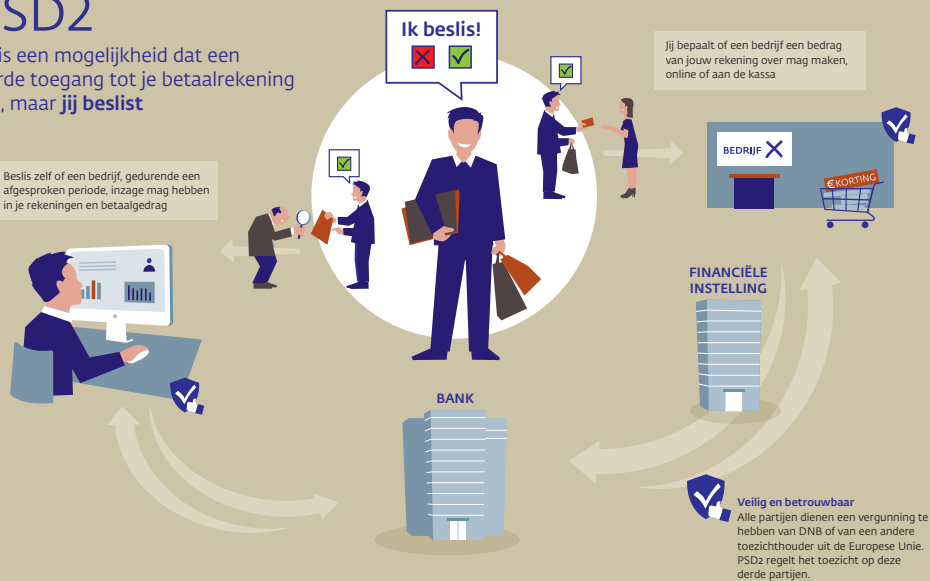 SD2
is een mogelijkheid dat een
rde toegang tot je betaalrekening
, maar jij beslist
Ik beslis!
Jij bepaalt of een bedrijf een bedrag
van jouw rekening over mag maken,
online of aan de kassa
BEDRIJF X
€KORTING
Beslis zelf of een bedrijf, gedurende een
afgesproken periode, inzage mag hebben
in je rekeningen en betaalgedrag
FINANCIËLE
INSTELLING
BANK
Veilig en betrouwbaar
Alle partijen dienen een vergunning te
hebben van DNB of van een andere
toezichthouder uit de Europese Unie.
PSD2 regelt het toezicht op deze
derde partijen.